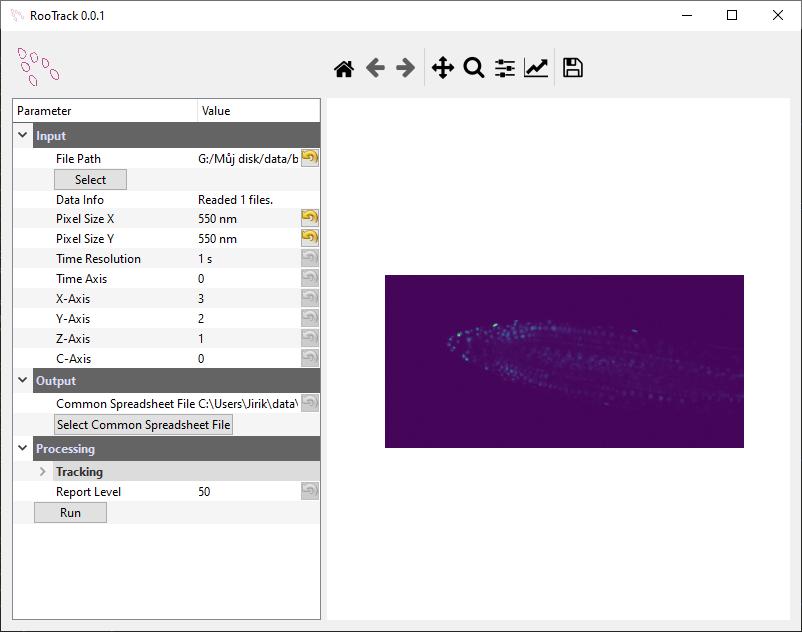 RooTrack 0.0.1
Parameter Value
Input
File Path G:/Můj disk/data/b
Select
Data Info Readed 1 files.
Pixel Size X 550 nm
Pixel Size Y 550 nm
Time Resolution 1 s
Time Axis 0
X-Axis 3
Y-Axis 2
Z-Axis 1
C-Axis 0
Output
Common Spreadsheet File C:\Users\Jirik\data\
Select Common Spreadsheet File
Processing
Tracking
Report Level 50
Run